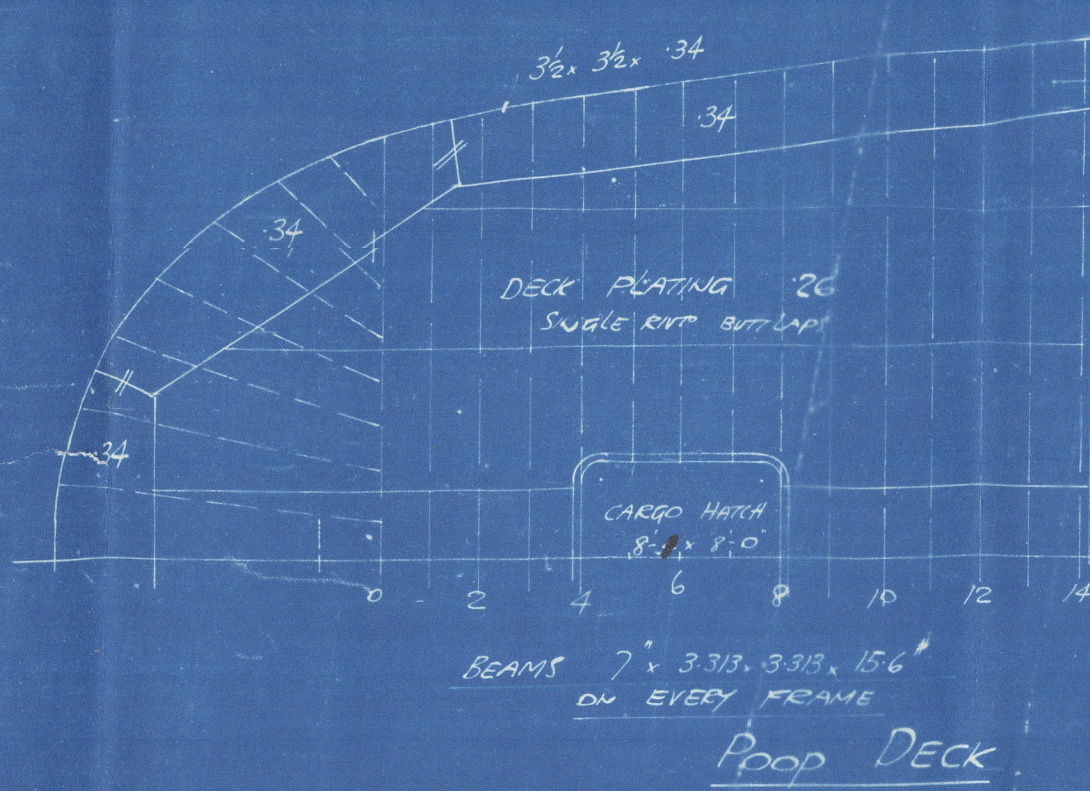 3½ x 3½ x .34
.34
.34
DECK PLATING .26
SINGLE RIVTD BUTT LAPS
.34
CARGO HATCH
x 8'-0"
0 2 4 6 8 10 12 14
BEAMS 7" x 3.313 x 3.313 x 15.6#
ON EVERY FRAME
POOP DECK